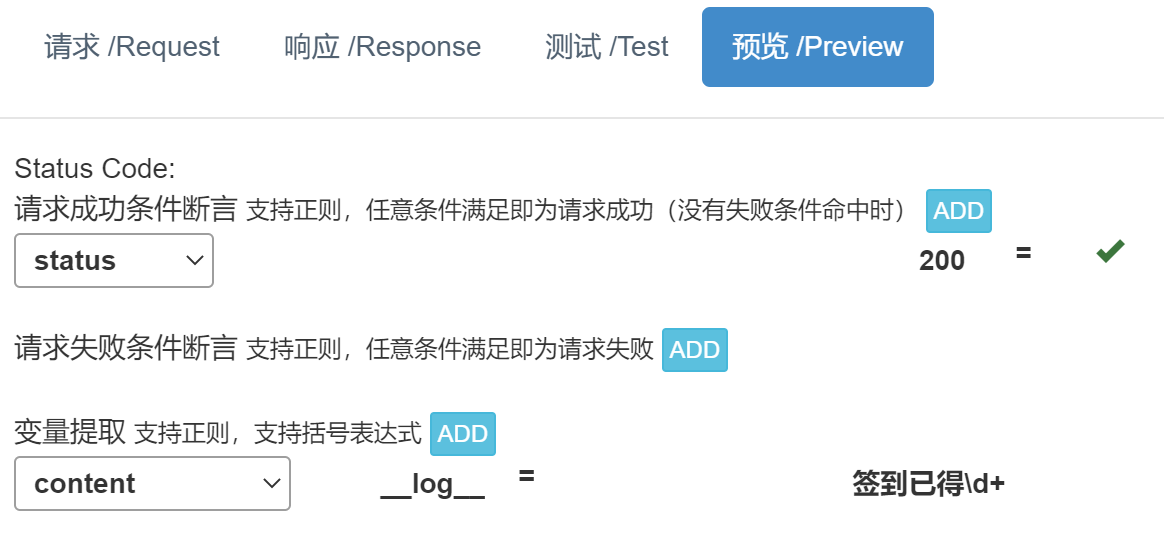 请求 /Request 响应 /Response 测试 /Test 预览 /Preview
Status Code:
请求成功条件断言 支持正则，任意条件满足即为请求成功（没有失败条件命中时） ADD
status 200 =
请求失败条件断言 支持正则，任意条件满足即为请求失败 ADD
变量提取 支持正则，支持括号表达式 ADD
content __log__ = 签到已得\d+